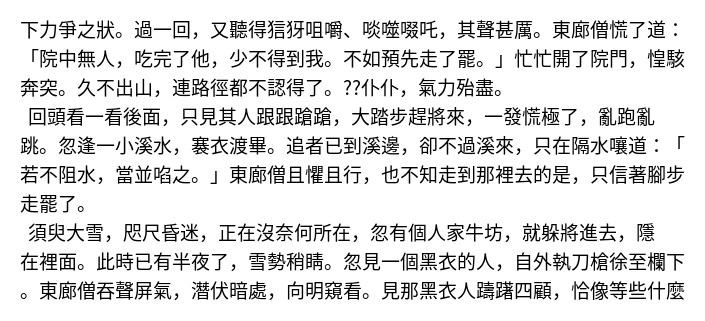 下力爭之狀。過一回，又聽得狺犽咀嚼、啖噬啜吒，其聲甚厲。東廊僧慌了道：
「院中無人，吃完了他，少不得到我。不如預先走了罷。」忙忙開了院門，惶駭
奔突。久不出山，連路徑都不認得了。??仆仆，氣力殆盡。
回頭看一看後面，只見其人跟跟蹌蹌，大踏步趕將來，一發慌極了，亂跑亂
跳。忽逢一小溪水，褰衣渡畢。追者已到溪邊，卻不過溪來，只在隔水嚷道：「
若不阻水，當並啗之。」東廊僧且懼且行，也不知走到那裡去的是，只信著腳步
走罷了。
須臾大雪，咫尺昏迷，正在沒奈何所在，忽有個人家牛坊，就躲將進去，隱
在裡面。此時已有半夜了，雪勢稍晴。忽見一個黑衣的人，自外執刀槍徐至欄下
。東廊僧吞聲屏氣，潛伏暗處，向明窺看。見那黑衣人躊躇四顧，恰像等些什麼